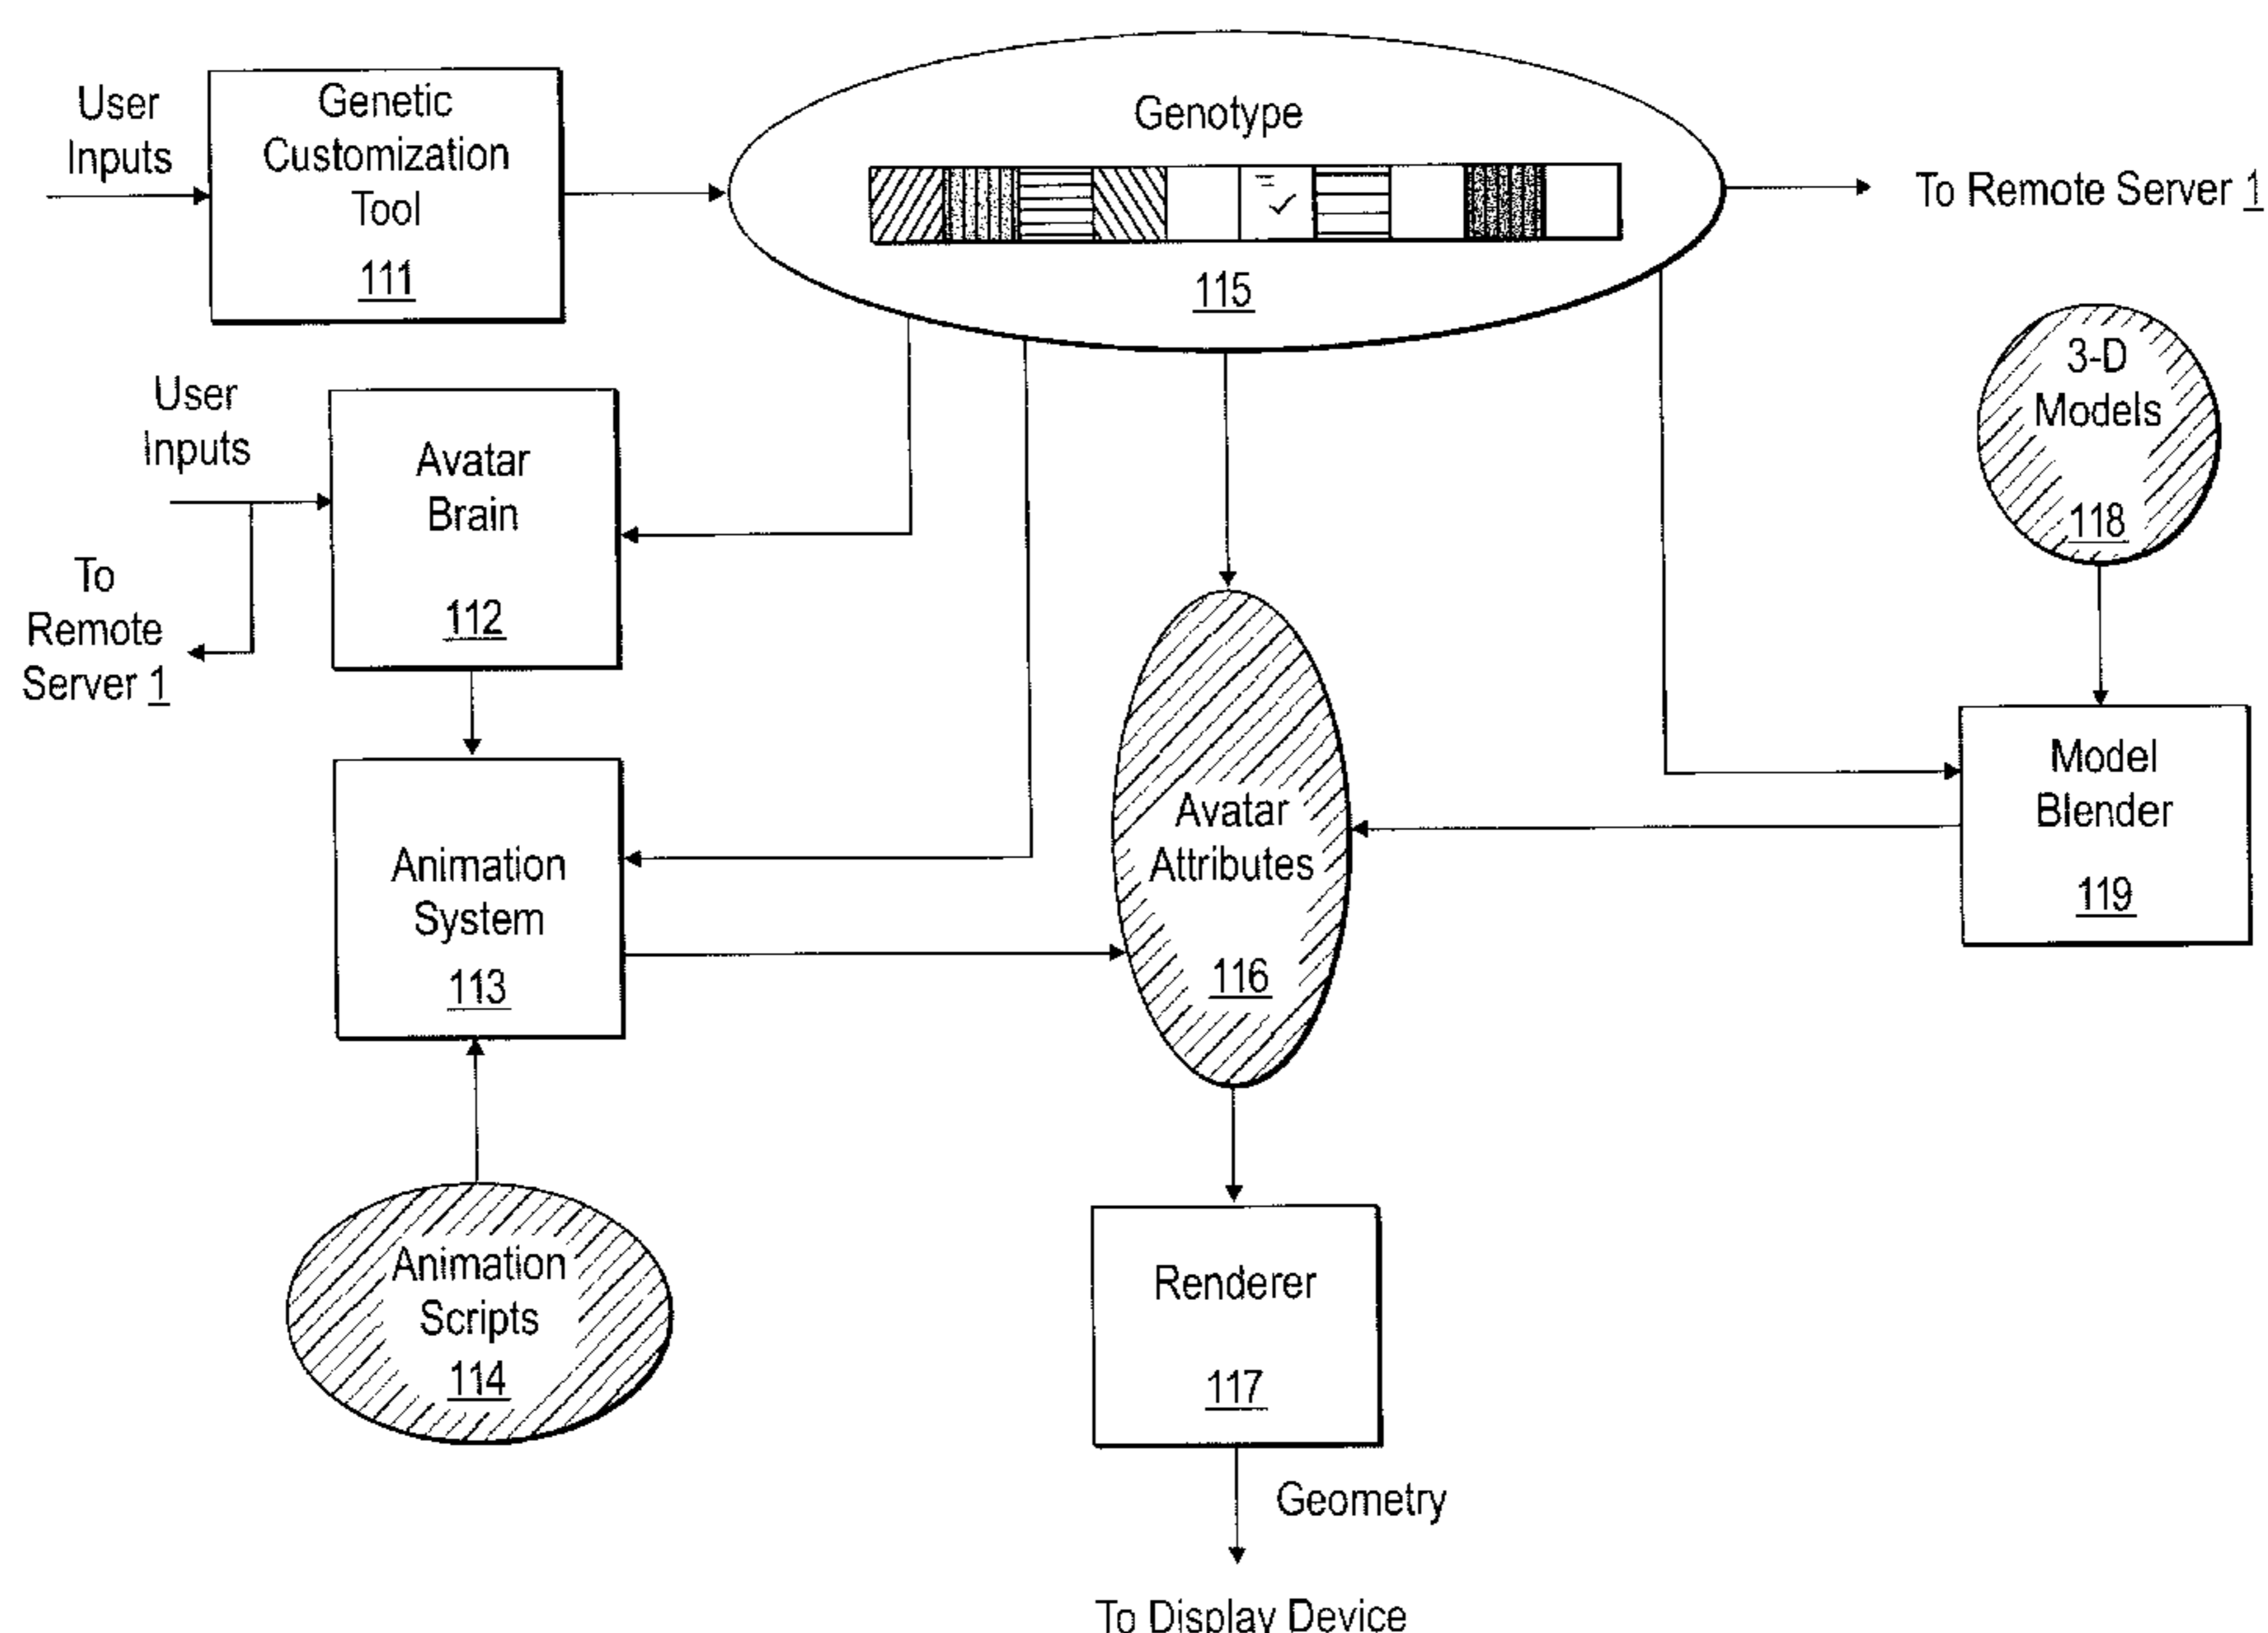 User
Inputs
Genetic
Customization
Tool
111
Genotype
115
To Remote Server 1
User
Inputs
Avatar
Brain
112
To
Remote
Server 1
3-D
Models
118
Animation
System
113
Avatar
Attributes
116
Model
Blender
119
Animation
Scripts
114
Renderer
117
Geometry
To Display Device